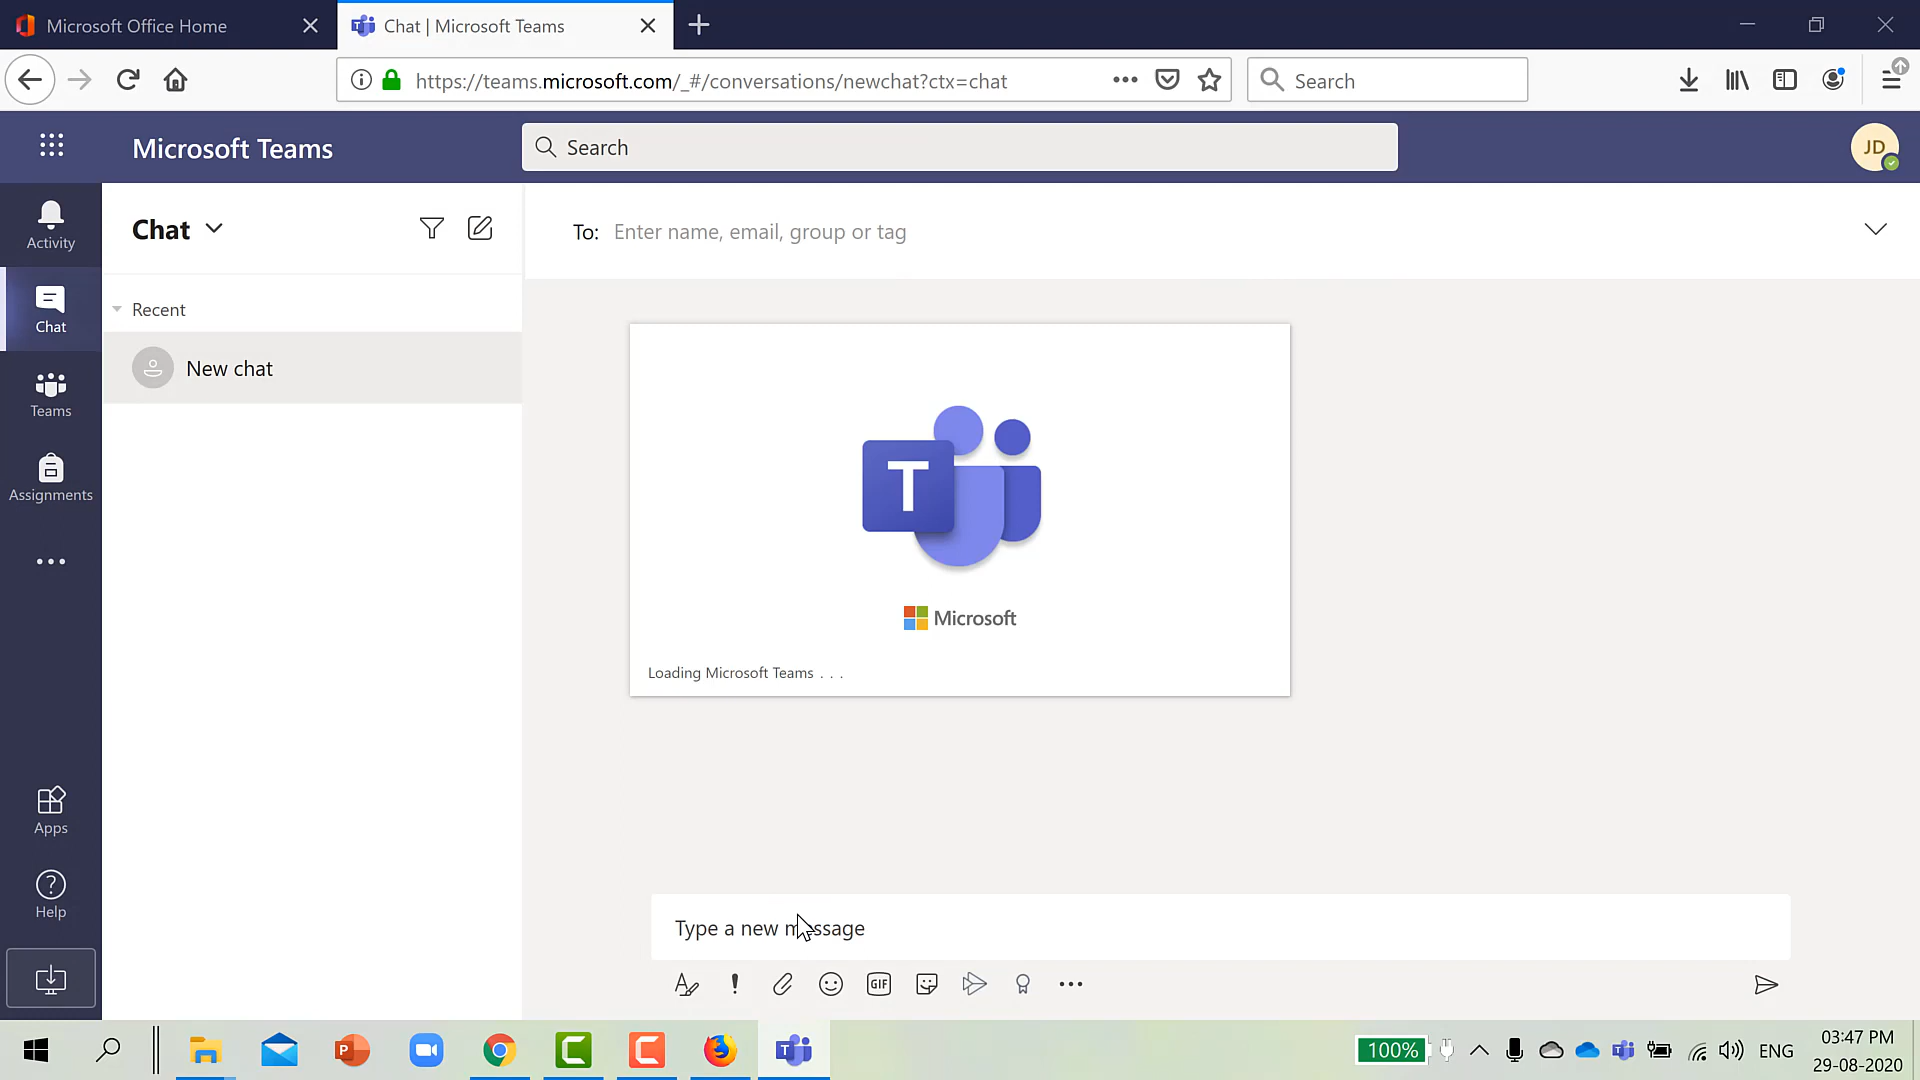 Microsoft Office Home
Chat | Microsoft Teams
https://teams.microsoft.com/_#/conversations/newchat?ctx=chat
Search
Microsoft Teams
Search
JD
Activity
Chat
Teams
Assignments
Apps
Help
Chat
Recent
New chat
To: Enter name, email, group or tag
T
Microsoft
Loading Microsoft Teams . . .
Type a new message
GIF
100%
ENG
03:47 PM
29-08-2020